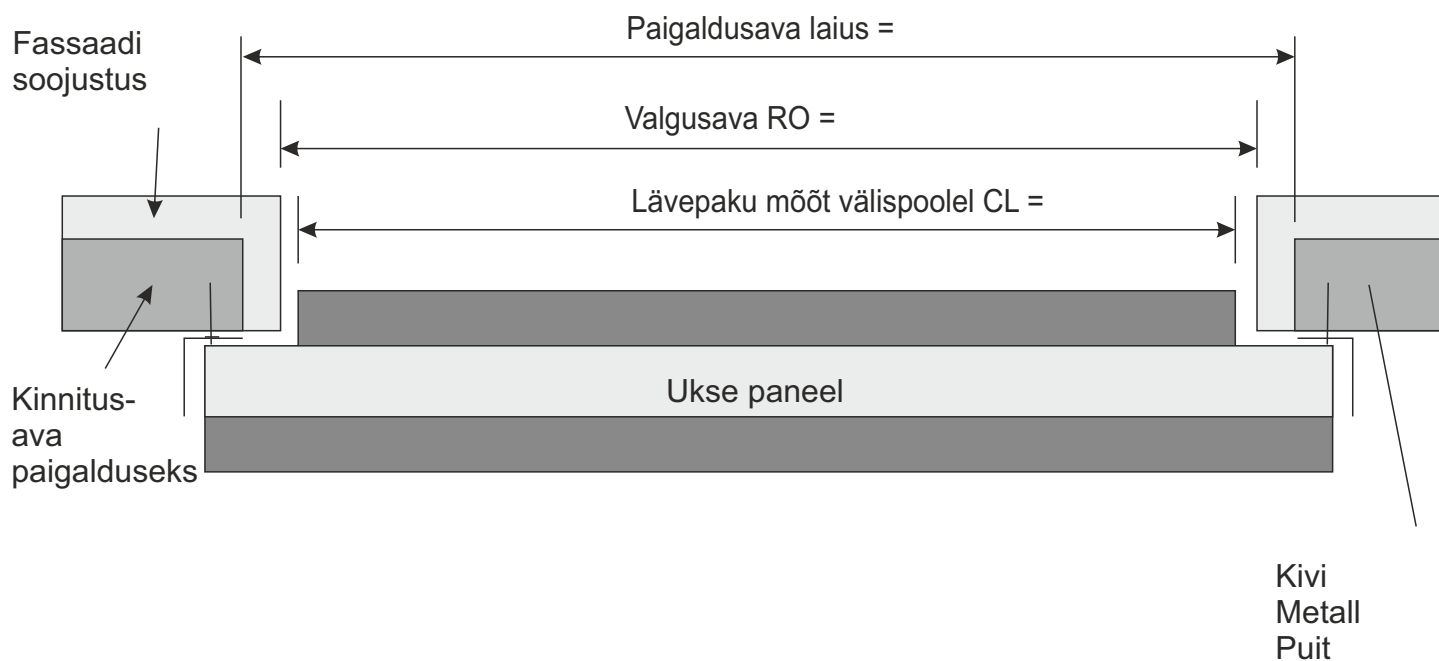 Fassaadi
soojustus
Paigaldusava laius =
Valgusava RO =
Lävepaku mõõt välispoolel CL =
Ukse paneel
Kinnitus-
ava
paigalduseks
Kivi
Metall
Puit